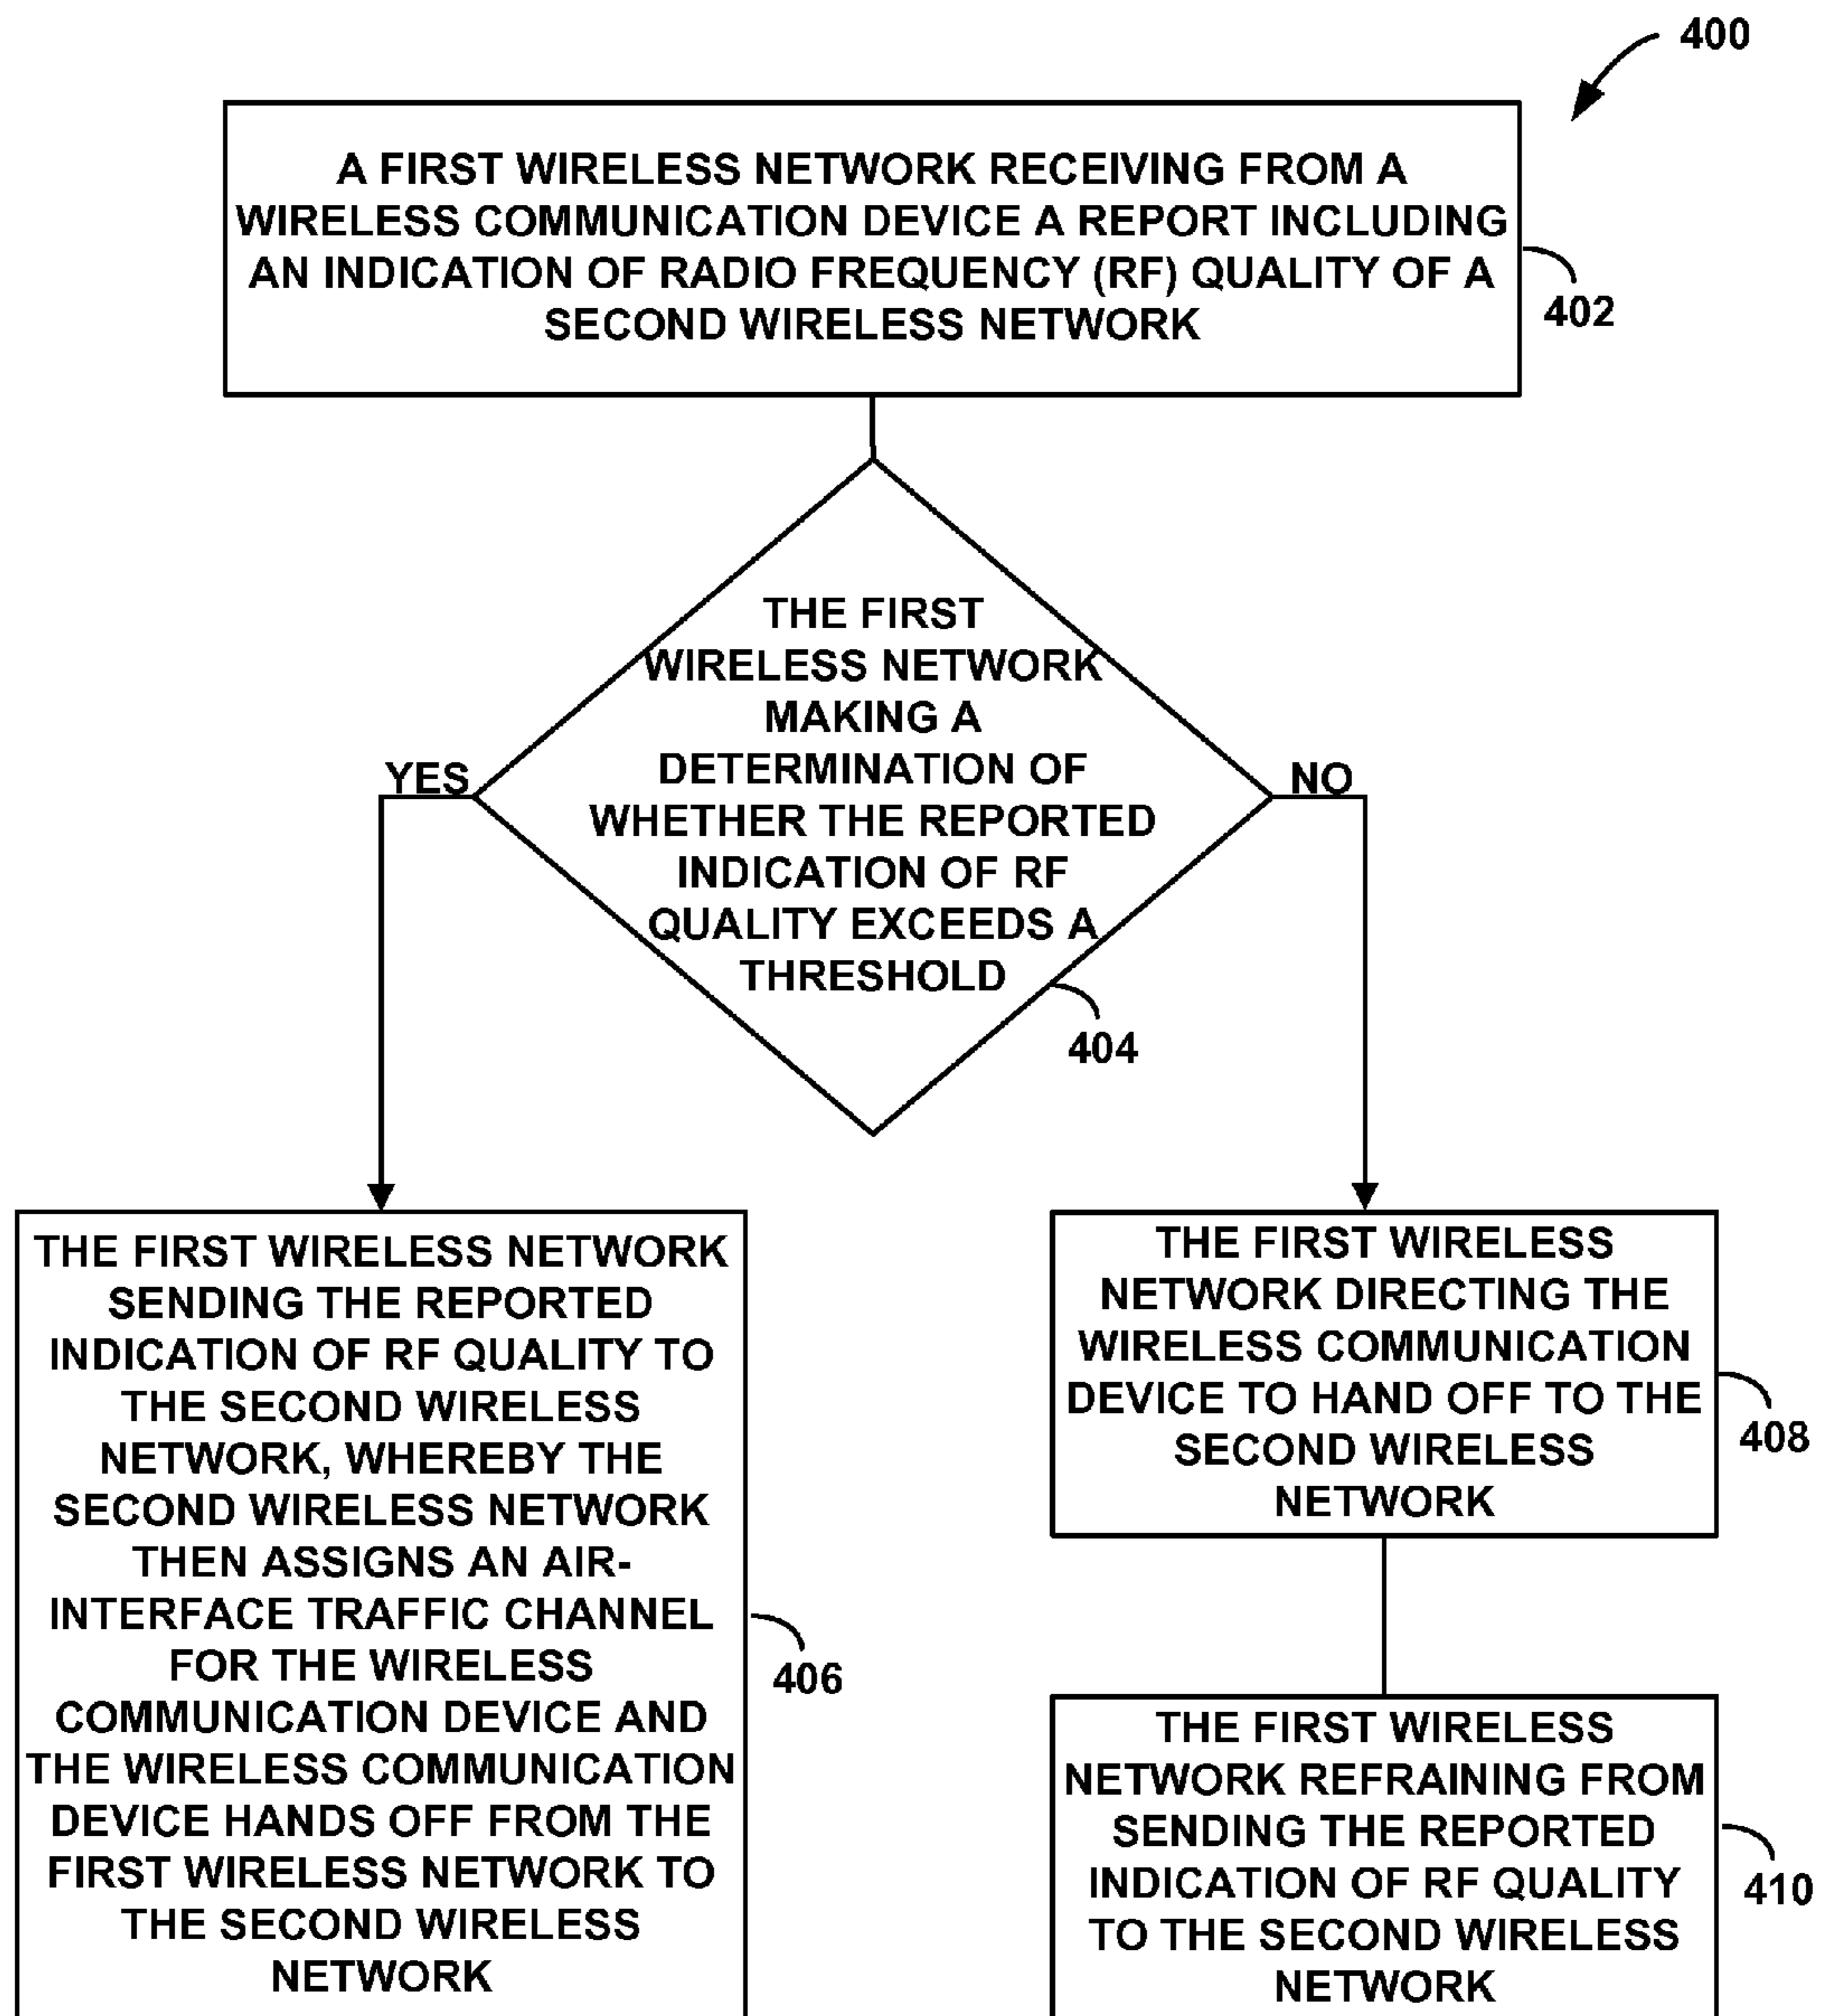 400
A FIRST WIRELESS NETWORK RECEIVING FROM A
WIRELESS COMMUNICATION DEVICE A REPORT INCLUDING
AN INDICATION OF RADIO FREQUENCY (RF) QUALITY OF A
SECOND WIRELESS NETWORK
402
THE FIRST
WIRELESS NETWORK
MAKING A
DETERMINATION OF
WHETHER THE REPORTED
INDICATION OF RF
QUALITY EXCEEDS A
THRESHOLD
404
YES
NO
THE FIRST WIRELESS NETWORK
SENDING THE REPORTED
INDICATION OF RF QUALITY TO
THE SECOND WIRELESS
NETWORK, WHEREBY THE
SECOND WIRELESS NETWORK
THEN ASSIGNS AN AIR-
INTERFACE TRAFFIC CHANNEL
FOR THE WIRELESS
COMMUNICATION DEVICE AND
THE WIRELESS COMMUNICATION
DEVICE HANDS OFF FROM THE
FIRST WIRELESS NETWORK TO
THE SECOND WIRELESS
NETWORK
406
THE FIRST WIRELESS
NETWORK DIRECTING THE
WIRELESS COMMUNICATION
DEVICE TO HAND OFF TO THE
SECOND WIRELESS
NETWORK
408
THE FIRST WIRELESS
NETWORK REFRAINING FROM
SENDING THE REPORTED
INDICATION OF RF QUALITY
TO THE SECOND WIRELESS
NETWORK
410